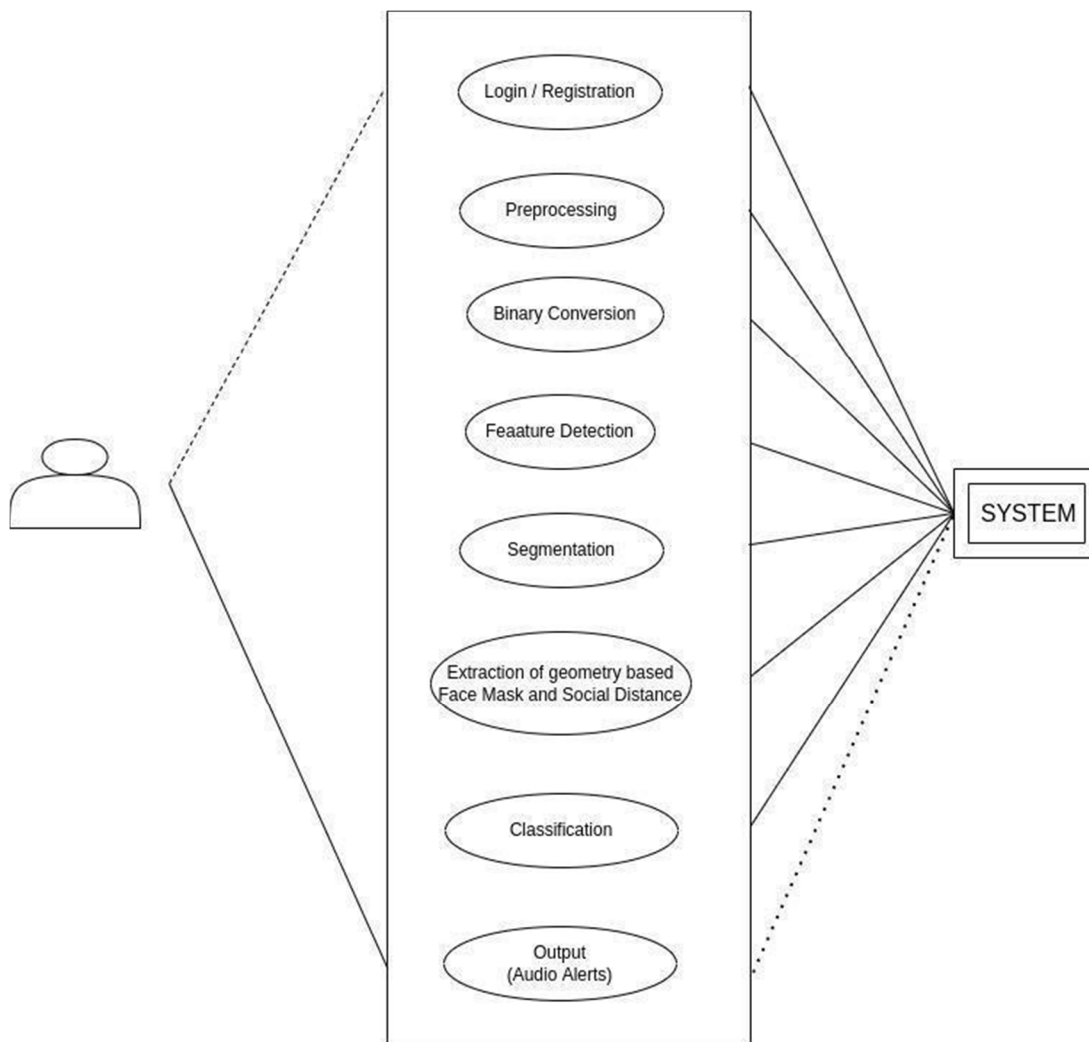 Login / Registration
Preprocessing
Binary Conversion
Feaature Detection
Segmentation
SYSTEM
Extraction of geometry based
Face Mask and Social Distance
Classification
Output
(Audio Alerts)